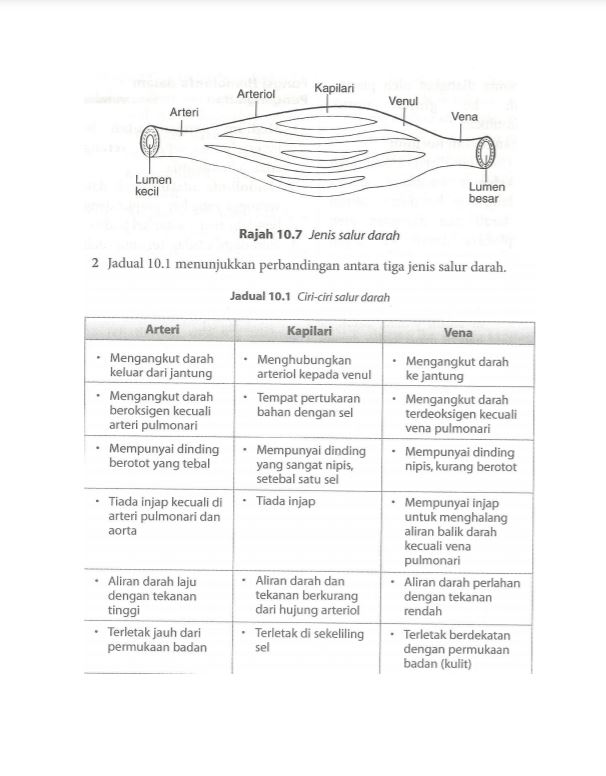 Arteri
Arteriol
Kapilari
Venul
Vena
Lumen
kecil
Lumen
besar
Rajah 10.7 Jenis salur darah
2 Jadual 10.1 menunjukkan perbandingan antara tiga jenis salur darah.
Jadual 10.1 Ciri-ciri salur darah
Arteri Kapilari Vena
• Mengangkut darah
keluar dari jantung
• Menghubungkan
arteriol kepada venul
• Mengangkut darah
ke jantung
• Mengangkut darah
beroksigen kecuali
arteri pulmonari
• Tempat pertukaran
bahan dengan sel
• Mengangkut darah
terdeoksigen kecuali
vena pulmonari
• Mempunyai dinding
berotot yang tebal
• Mempunyai dinding
yang sangat nipis,
setebal satu sel
• Mempunyai dinding
nipis, kurang berotot
• Tiada injap kecuali di
arteri pulmonari dan
aorta
• Tiada injap
• Mempunyai injap
untuk menghalang
aliran balik darah
kecuali vena
pulmonari
• Aliran darah laju
dengan tekanan
tinggi
• Aliran darah dan
tekanan berkurang
dari hujung arteriol
• Aliran darah perlahan
dengan tekanan
rendah
• Terletak jauh dari
permukaan badan
• Terletak di sekeliling
sel
• Terletak berdekatan
dengan permukaan
badan (kulit)